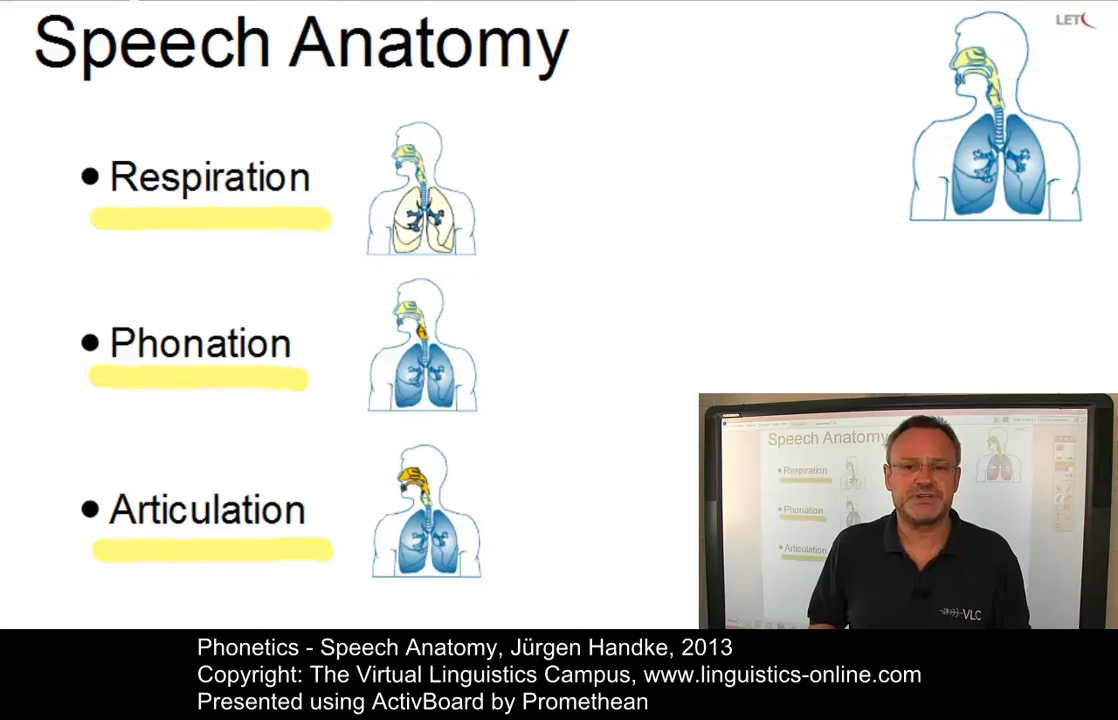 Speech Anatomy
LET
• Respiration
• Phonation
• Articulation
Speech Anatomy
• Respiration
• Phonation
• Articulation
VLC
Phonetics - Speech Anatomy, Jürgen Handke, 2013
Copyright: The Virtual Linguistics Campus, www.linguistics-online.com
Presented using ActivBoard by Promethean